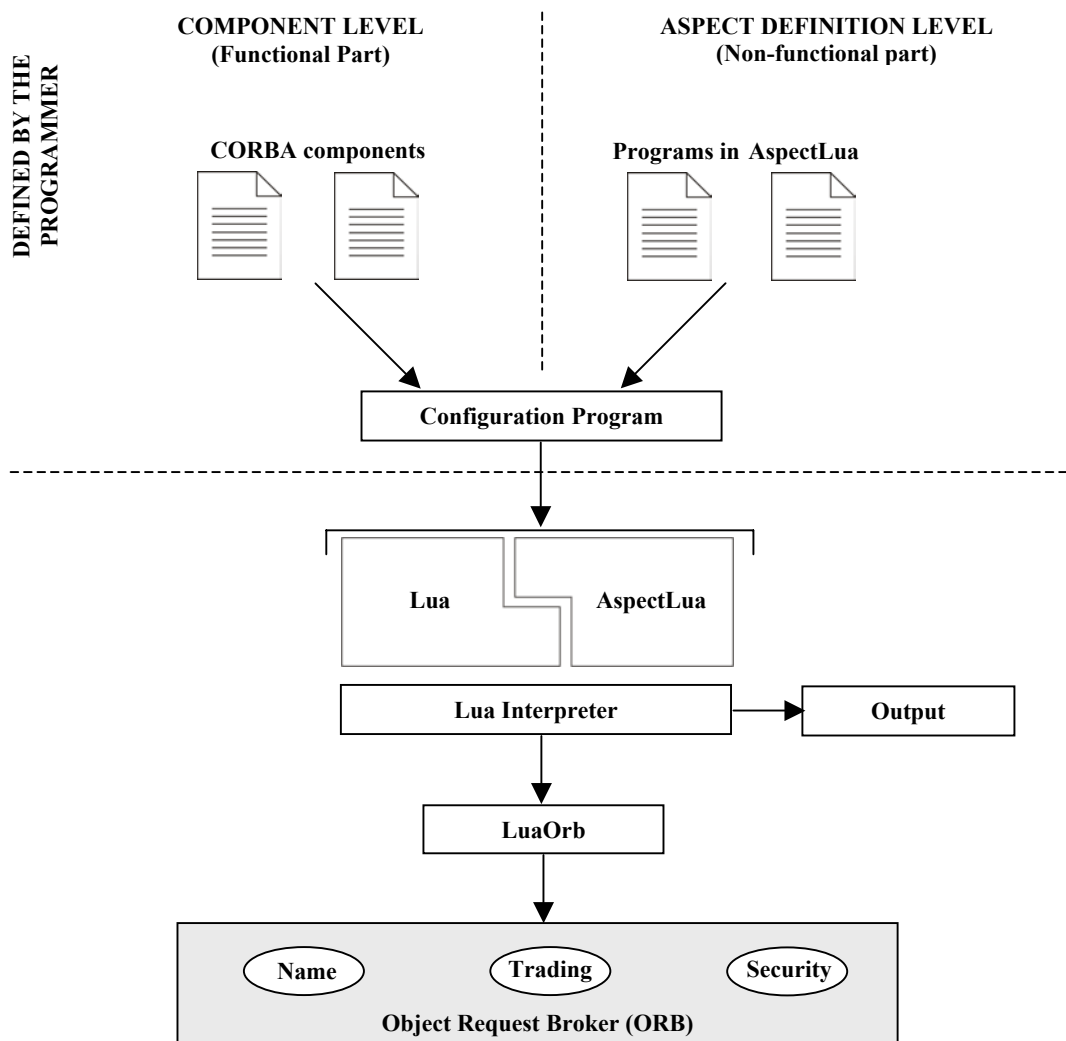 DEFINED BY THE
PROGRAMMER
COMPONENT LEVEL
(Functional Part)
ASPECT DEFINITION LEVEL
(Non-functional part)
CORBA components
Programs in AspectLua
Configuration Program
Lua
AspectLua
Lua Interpreter
Output
LuaOrb
Name
Trading
Security
Object Request Broker (ORB)